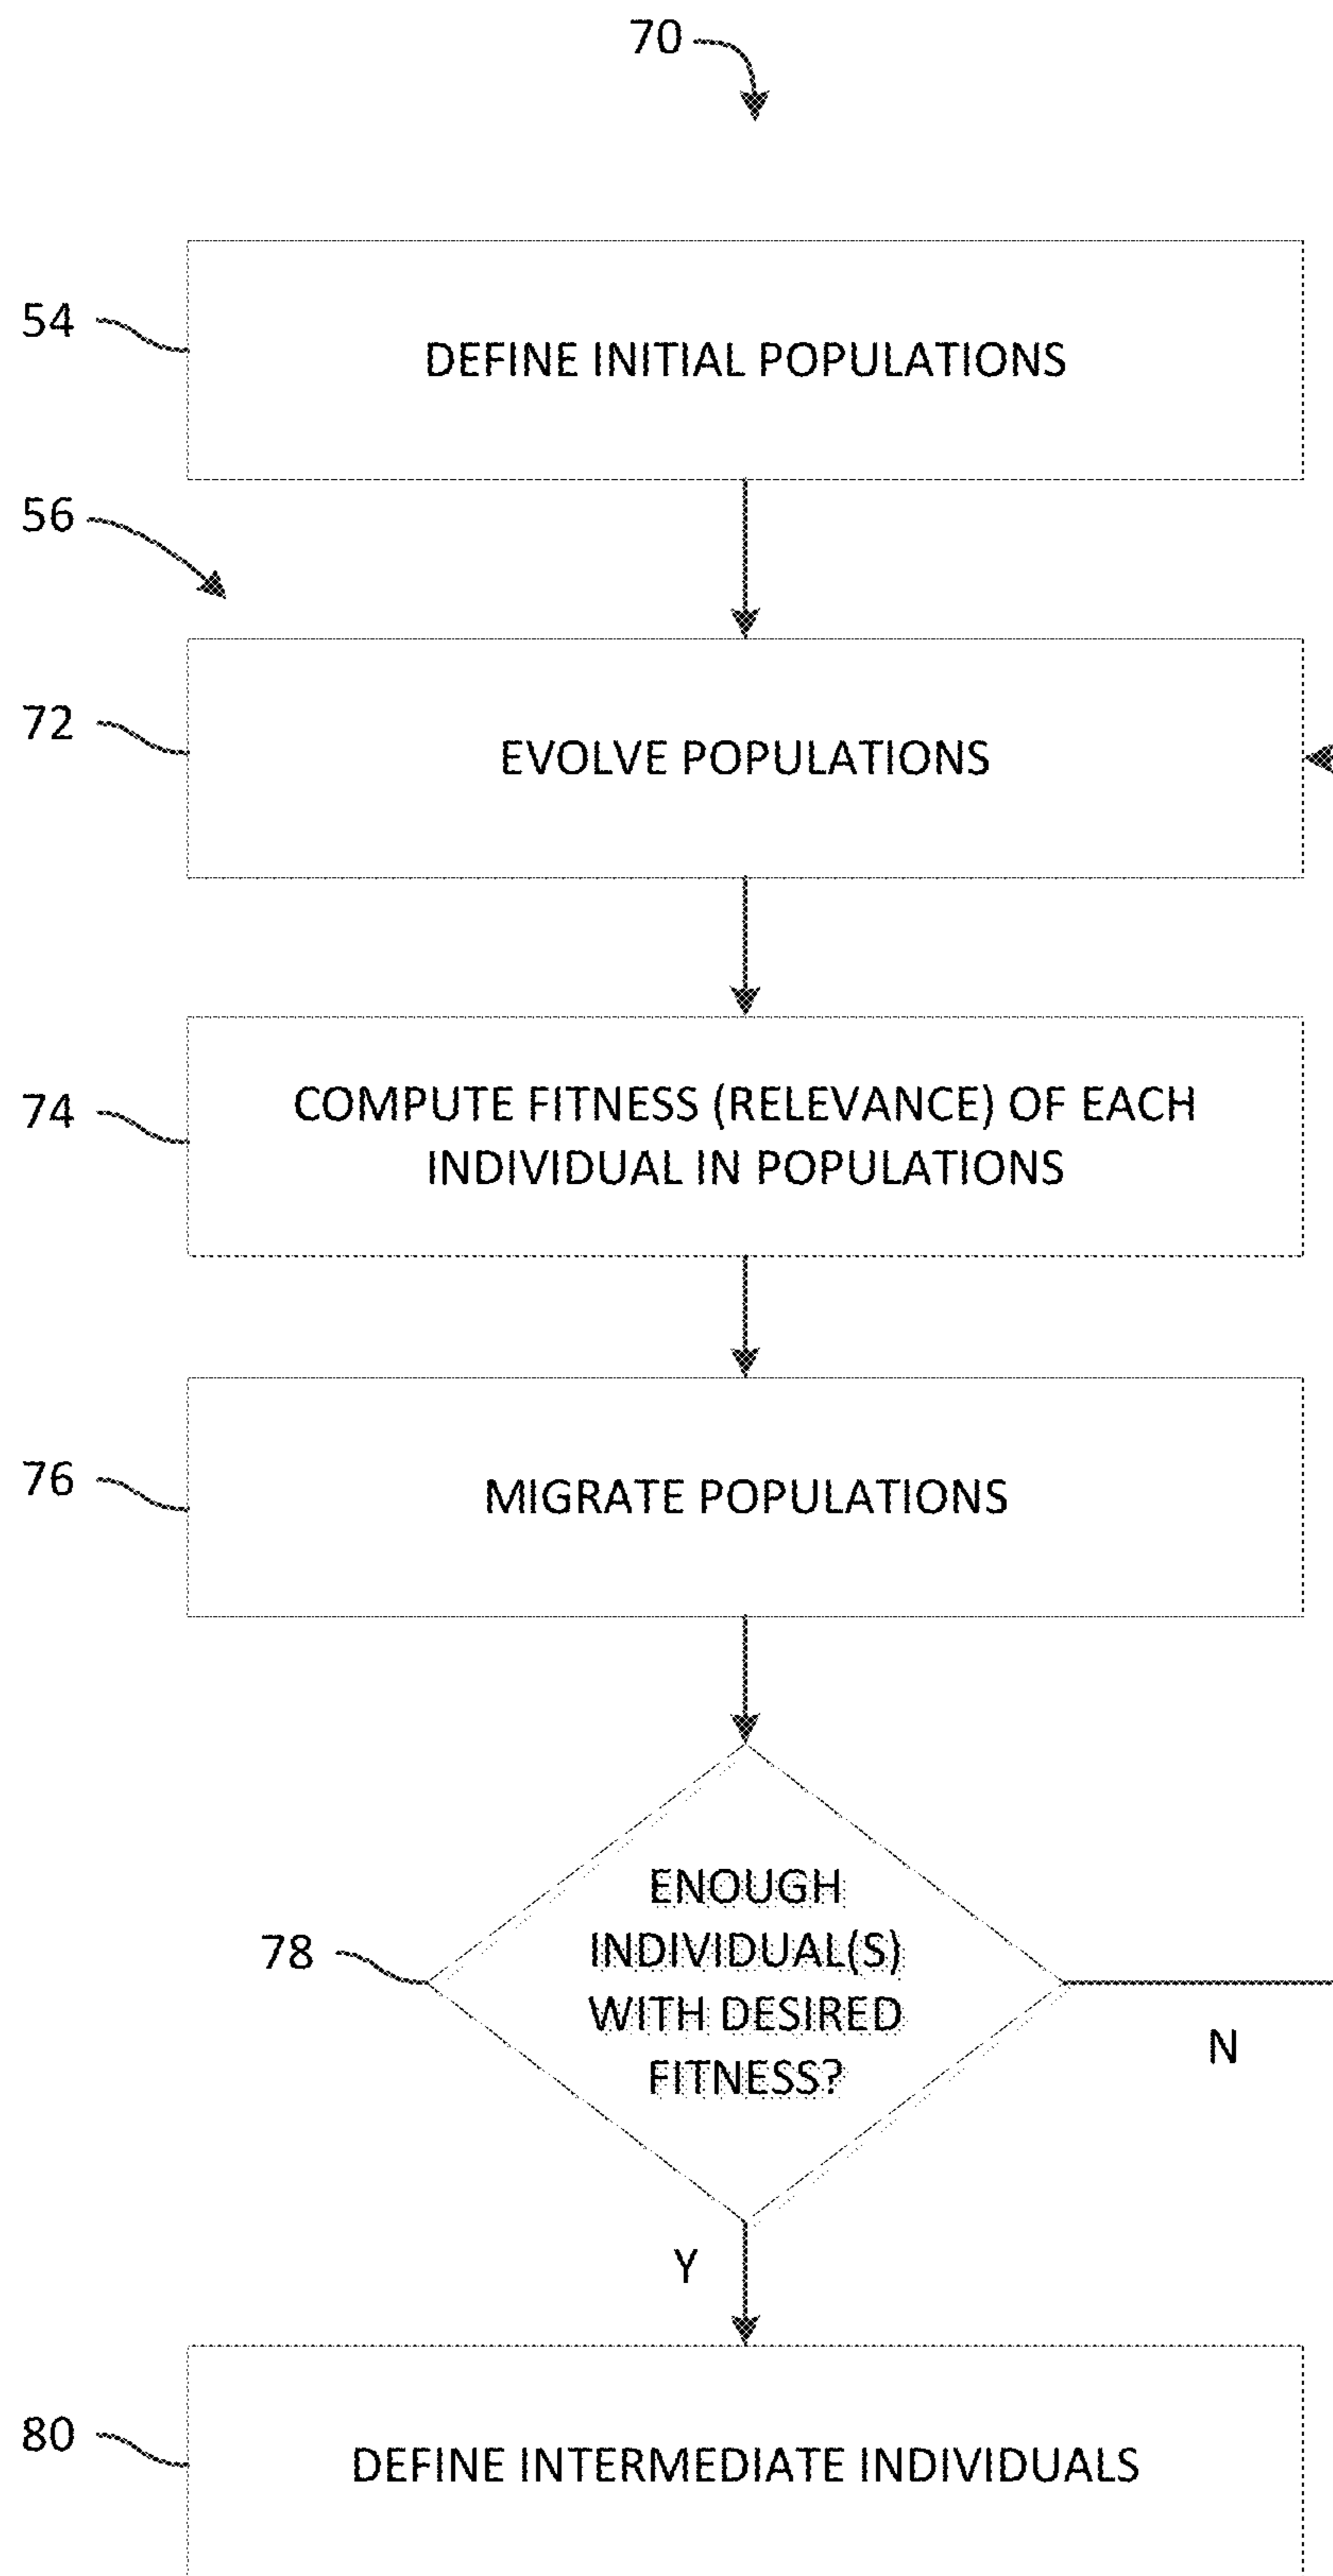 70
54
DEFINE INITIAL POPULATIONS
56
72
EVOLVE POPULATIONS
74
COMPUTE FITNESS (RELEVANCE) OF EACH
INDIVIDUAL IN POPULATIONS
76
MIGRATE POPULATIONS
78
ENOUGH
INDIVIDUAL(S)
WITH DESIRED
FITNESS?
N
Y
80
DEFINE INTERMEDIATE INDIVIDUALS